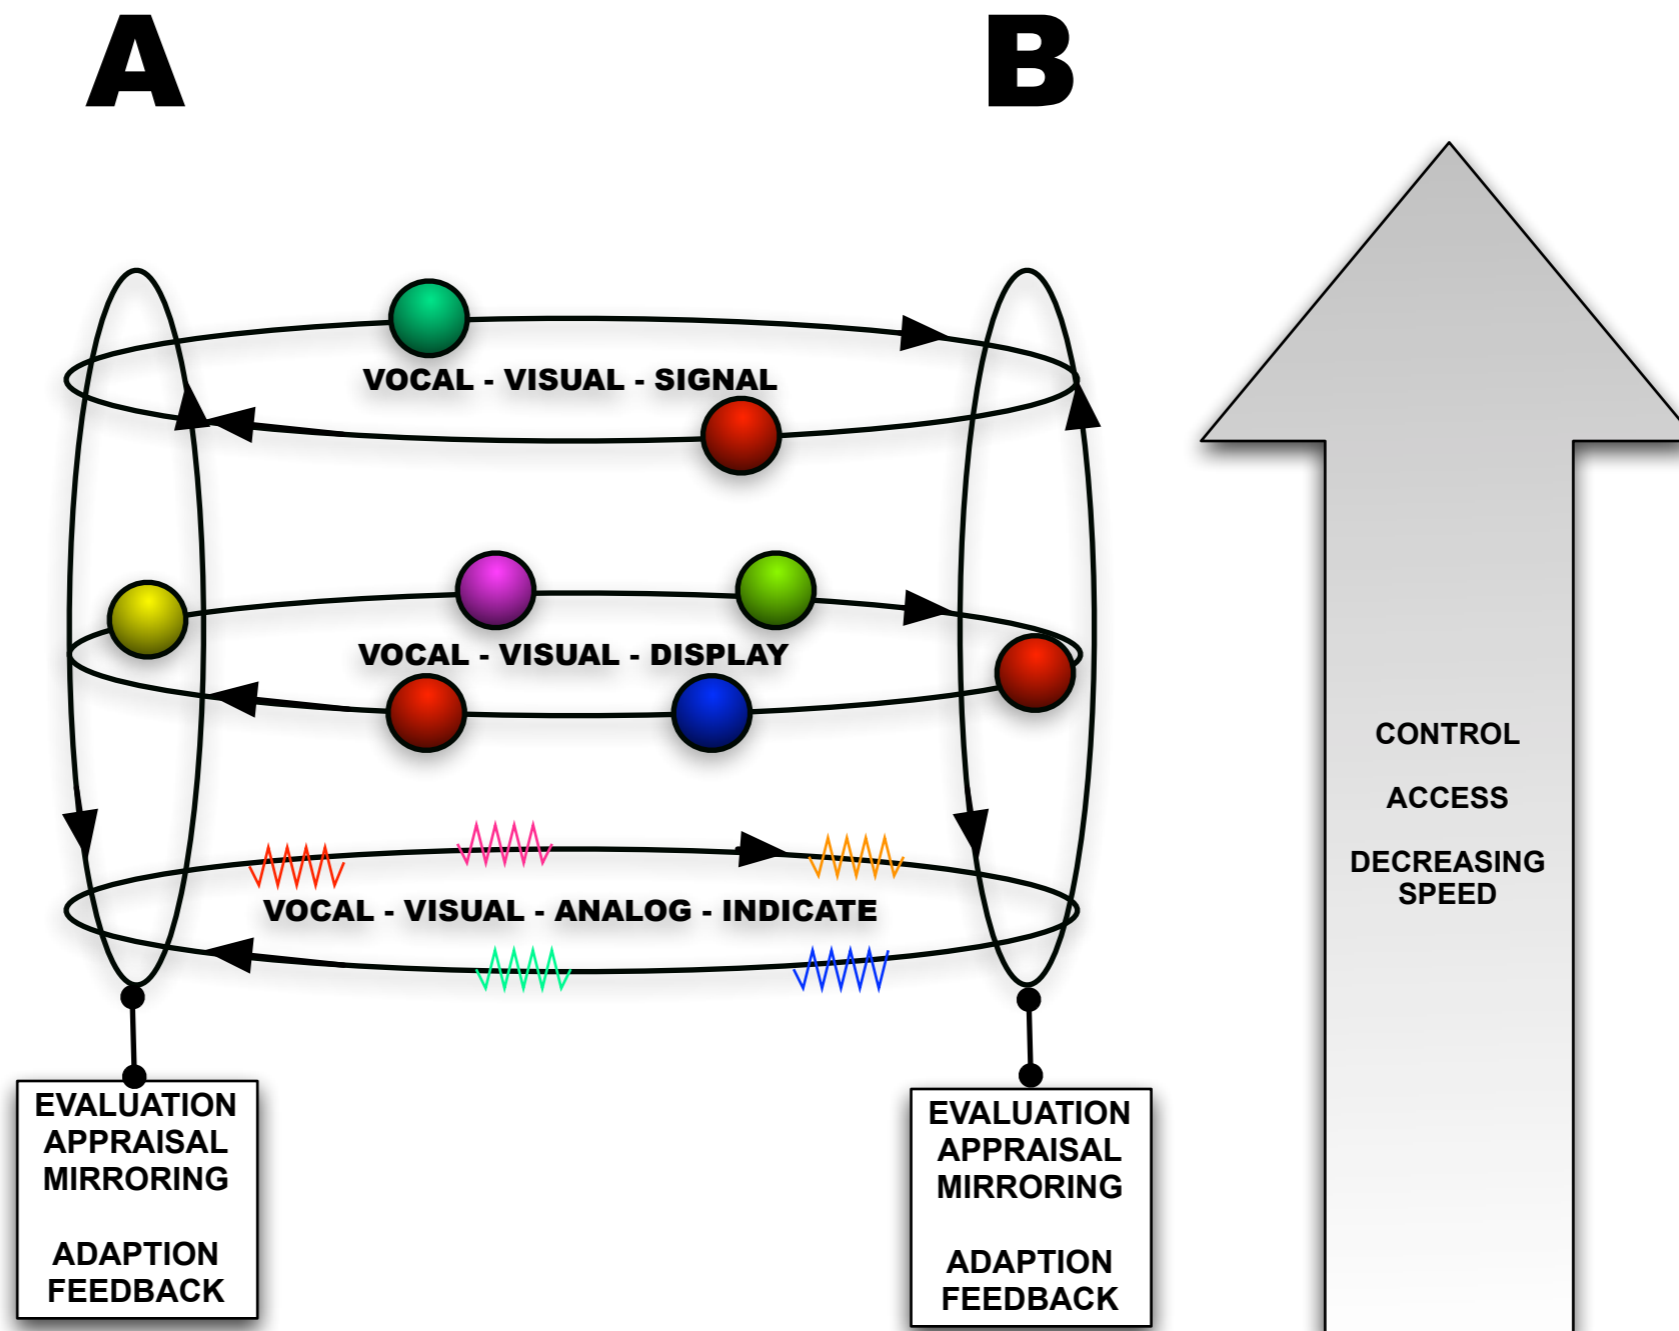 A
B
VOCAL - VISUAL - SIGNAL
VOCAL - VISUAL - DISPLAY
VOCAL - VISUAL - ANALOG - INDICATE
EVALUATION
APPRAISAL
MIRRORING
ADAPTION
FEEDBACK
EVALUATION
APPRAISAL
MIRRORING
ADAPTION
FEEDBACK
CONTROL
ACCESS
DECREASING
SPEED